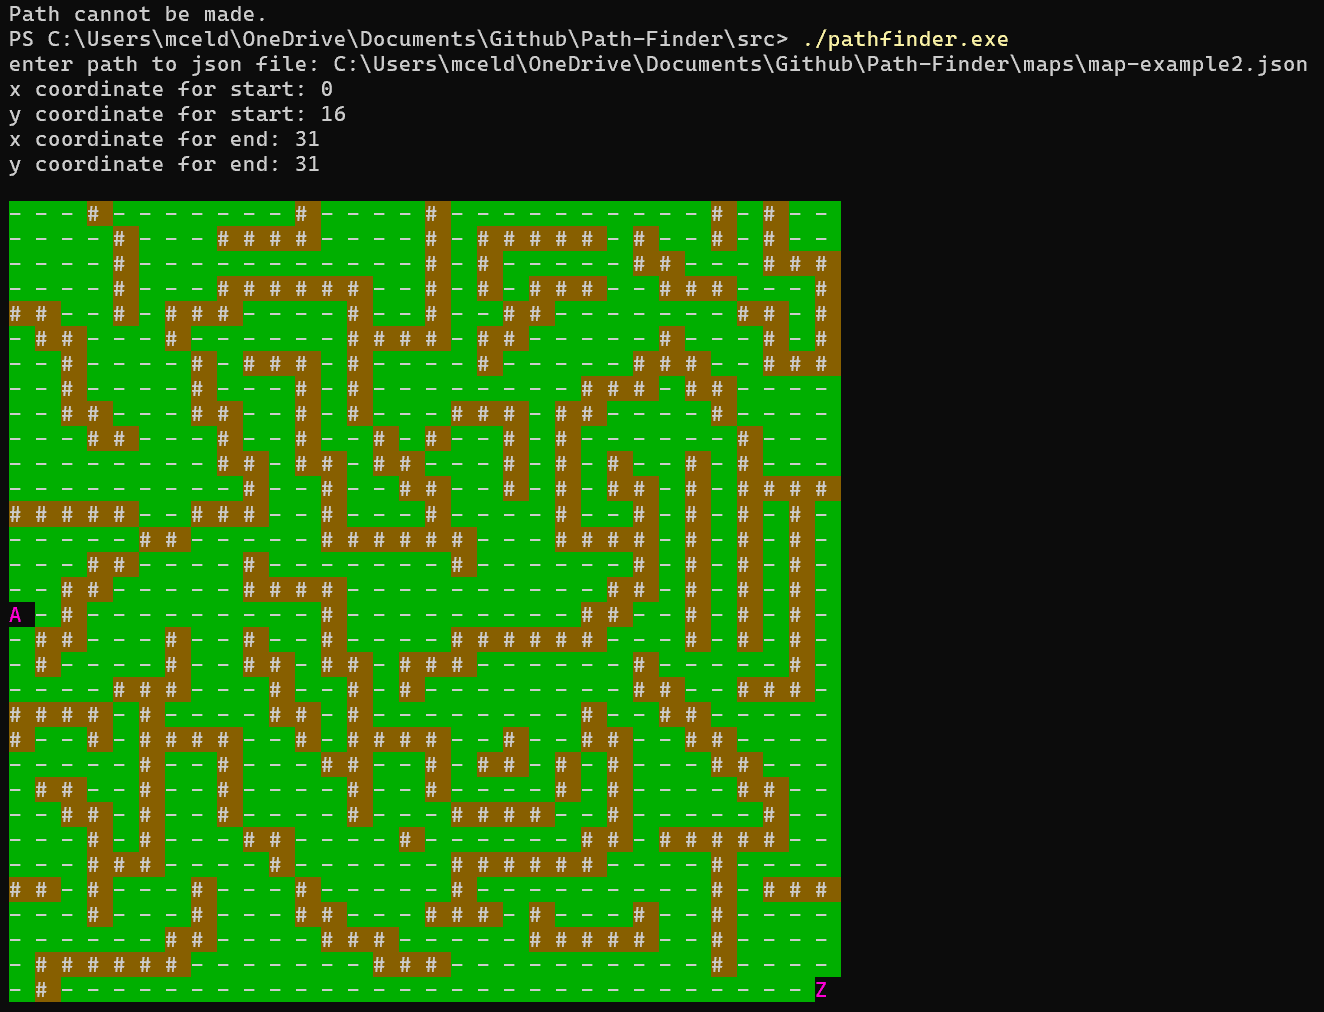 Path cannot be made.
PS C:\Users\mceld\OneDrive\Documents\Github\Path-Finder\src> ./pathfinder.exe
enter path to json file: C:\Users\mceld\OneDrive\Documents\Github\Path-Finder\maps\map-example2.json
x coordinate for start: 0
y coordinate for start: 16
x coordinate for end: 31
y coordinate for end: 31
- - - # - - - - - - - # - - - - # - - - - - - - - - - # - # - -
- - - - # - - - # # # # - - - - # - # # # # # - # - - # - # - -
- - - - # - - - - - - - - - - - # - # - - - - - # # - - - # # #
- - - - # - - - # # # # # # - - # - # - # # # - - # # # - - - #
# # - - # - # # # - - - - # - - # - - # # - - - - - - - # # - #
- # # - - - # - - - - - - # # # # - # # - - - - - # - - - # - #
- - # - - - - # - # # # - # - - - - # - - - - - # # # - - # # #
- - # - - - - # - - - # - # - - - - - - - - # # # - # # - - - -
- - # # - - - # # - - # - # - - - # # # - # # - - - - # - - - -
- - - # # - - - # - - # - - # - # - - # - # - - - - - - # - - -
- - - - - - - - # # - # # - # # - - - # - # - # - - # - # - - -
- - - - - - - - - # - - # - - # # - - # - # - # # - # - # # # #
# # # # # - - # # # - - # - - - # - - - - # - - # - # - # - # -
- - - - - # # - - - - - # # # # # # - - - # # # # - # - # - # -
- - - # # - - - - # - - - - - - - # - - - - - - # - # - # - # -
- - # # - - - - - # # # # - - - - - - - - - - # # - # - # - # -
A - # - - - - - - - - - # - - - - - - - - - # # - - # - # - # -
- # # - - - # - - # - - # - - - - # # # # # # - - - # - # - # -
- # - - - - # - - # # - # # - # # # - - - - - - # - - - - - # -
- - - - # # # - - - # - - # - # - - - - - - - - # # - - # # # -
# # # # - # - - - - # # - # - - - - - - - - # - - # # - - - - -
# - - # - # # # # - - # - # # # # - - # - - # # - - # # - - - -
- - - - - # - - # - - - # # - - # - # # - # - # - - - # # - - -
- # # - - # - - # - - - - # - - # - - - - # - # - - - - # # - -
- - # # - # - - # - - - - # - - - # # # # - - # - - - - - # - -
- - - # - # - - - # # - - - - # - - - - - - # # - # # # # # - -
- - - # # # - - - - # - - - - - - # # # # # # - - - - # - - - -
# # - # - - - # - - - # - - - - - # - - - - - - - - - # - # # #
- - - # - - - # - - - # # - - - # # # - # - - - # - - # - - - -
- - - - - - # # - - - - # # # - - - - - # # # # # - - # - - - -
- # # # # # # - - - - - - - # # # - - - - - - - - - - # - - - -
- # - - - - - - - - - - - - - - - - - - - - - - - - - - - - - Z